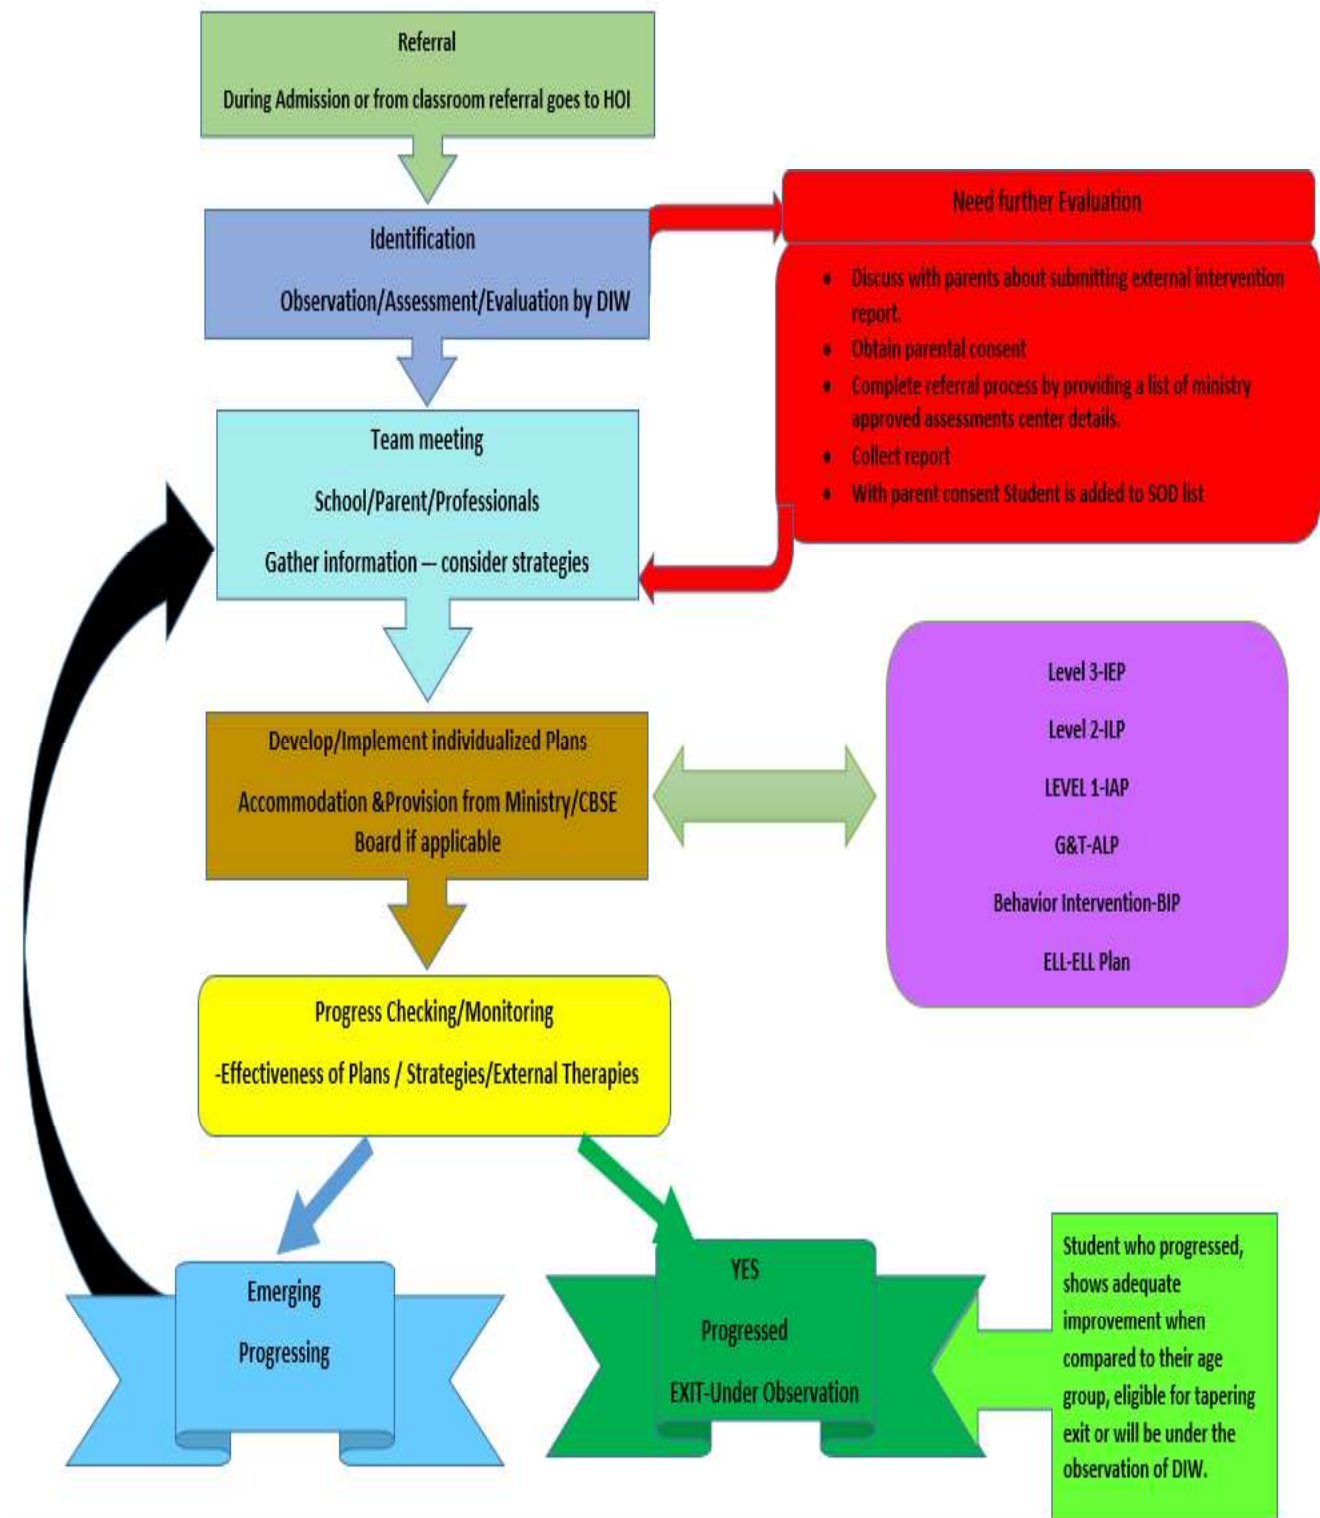 Referral
During Admission or from classroom referral goes to HOI
Identification
Observation/Assessment/Evaluation by DIW
Need further Evaluation
• Discuss with parents about submitting external intervention
report.
• Obtain parental consent
• Complete referral process by providing a list of ministry
approved assessments center details.
• Collect report
• With parent consent Student is added to SOD list
Team meeting
School/Parent/Professionals
Gather information — consider strategies
Develop/Implement individualized Plans
Accommodation &Provision from Ministry/CBSE
Board if applicable
Level 3-IEP
Level 2-ILP
LEVEL 1-IAP
G&T-ALP
Behavior Intervention-BIP
ELL-ELL Plan
Progress Checking/Monitoring
-Effectiveness of Plans / Strategies/External Therapies
Emerging
Progressing
YES
Progressed
EXIT-Under Observation
Student who progressed,
shows adequate
improvement when
compared to their age
group, eligible for tapering
exit or will be under the
observation of DIW.